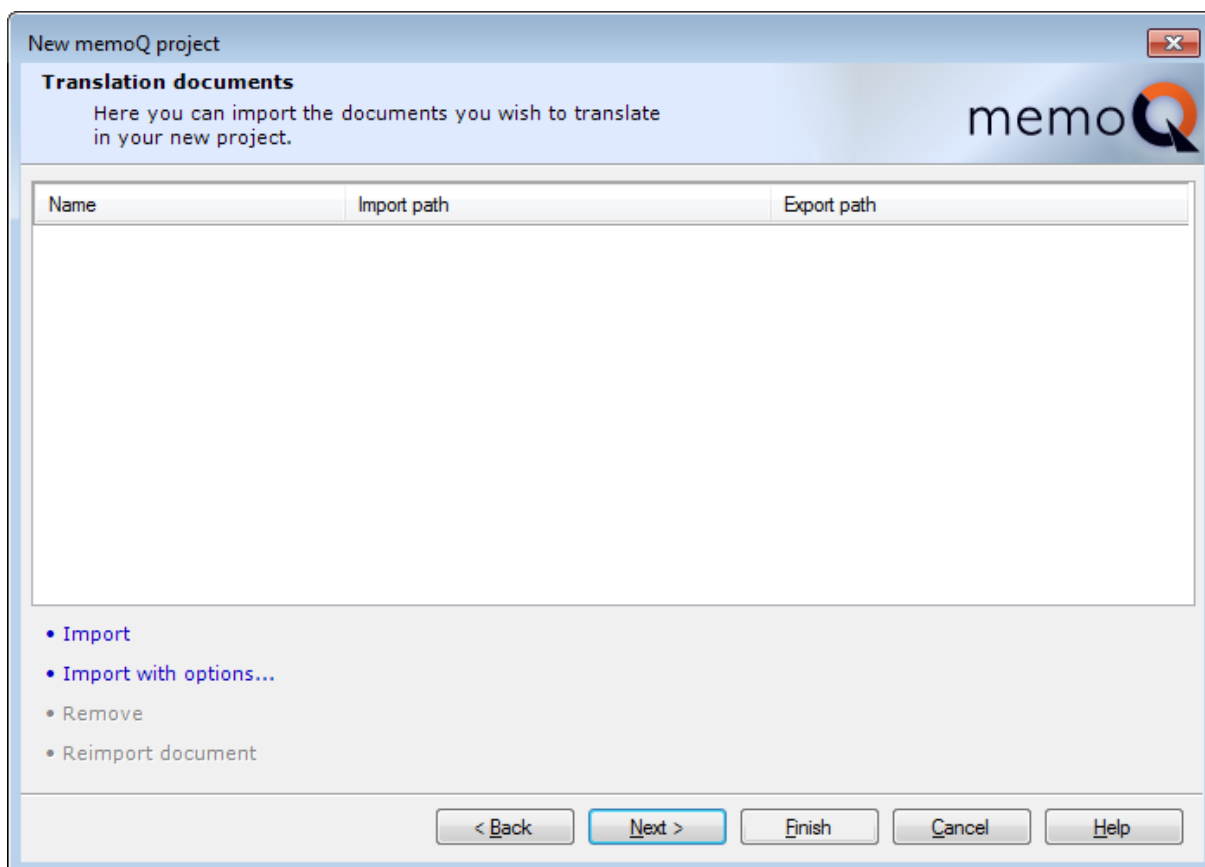 New memoQ project
Translation documents
Here you can import the documents you wish to translate
in your new project.
memoQ
Name Import path Export path
• Import
• Import with options...
• Remove
• Reimport document
< Back Next > Finish Cancel Help